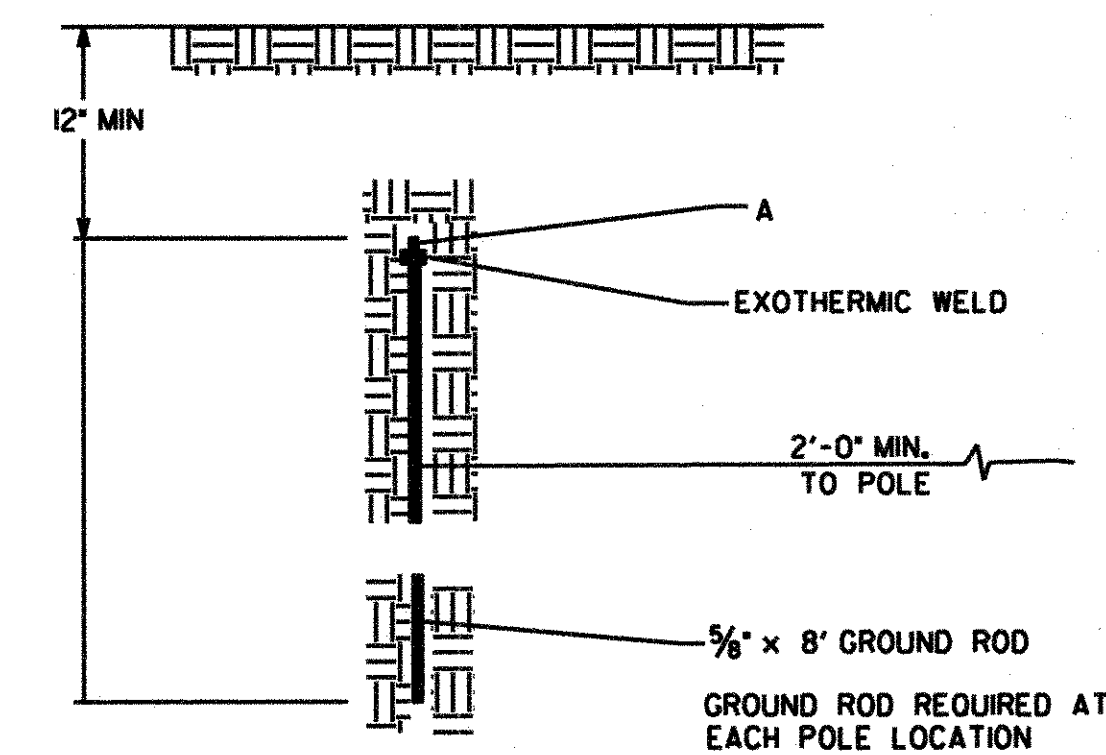 12" MIN
A
EXOTHERMIC WELD
2'-0" MIN.
TO POLE
5/8" x 8' GROUND ROD
GROUND ROD REQUIRED AT
EACH POLE LOCATION